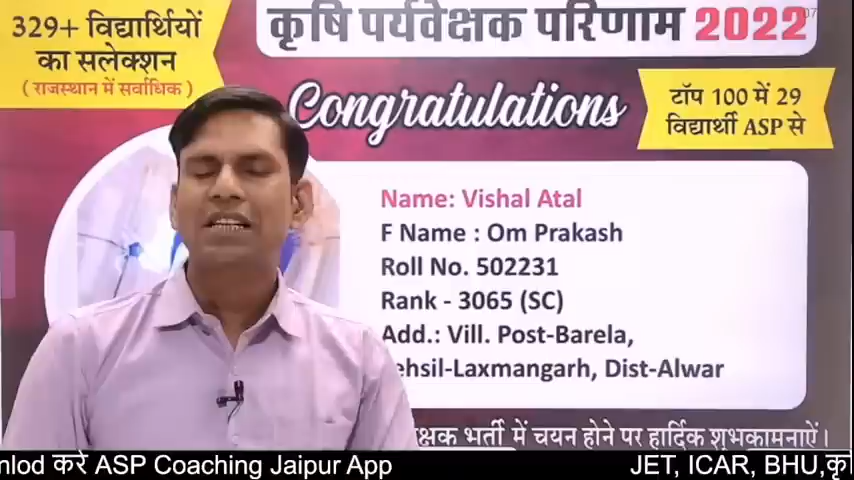 329+ विद्यार्थियों
का सलेक्शन
( राजस्थान में सर्वाधिक )
कृषि पर्यवेक्षक परिणाम 2022
Congratulations
टॉप 100 में 29
विद्यार्थी ASP से
Name: Vishal Atal
F Name : Om Prakash
Roll No. 502231
Rank - 3065 (SC)
Add.: Vill. Post-Barela,
ehsil-Laxmangarh, Dist-Alwar
भर्ती में चयन होने पर हार्दिक शुभकामनाऐं।
करे ASP Coaching Jaipur App
JET, ICAR, BHU,